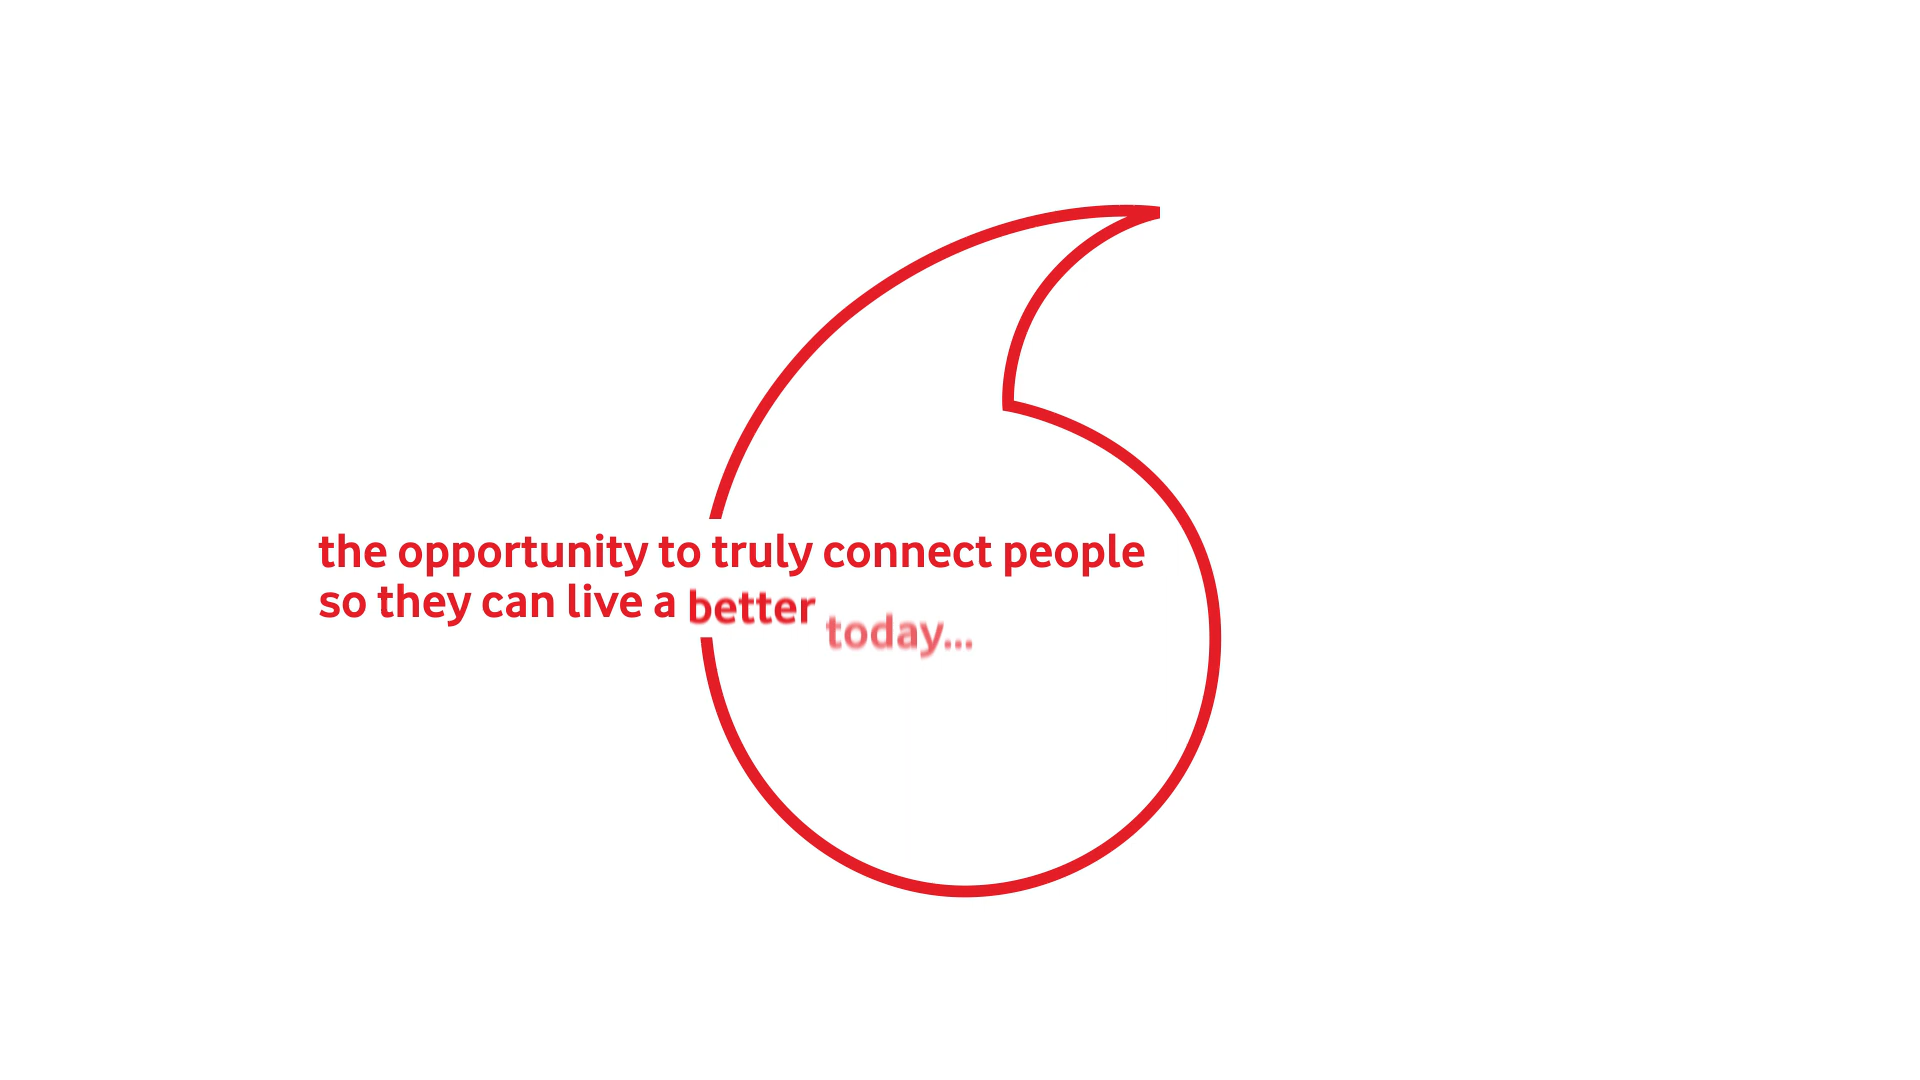 the opportunity to truly connect people
so they can live a better today...